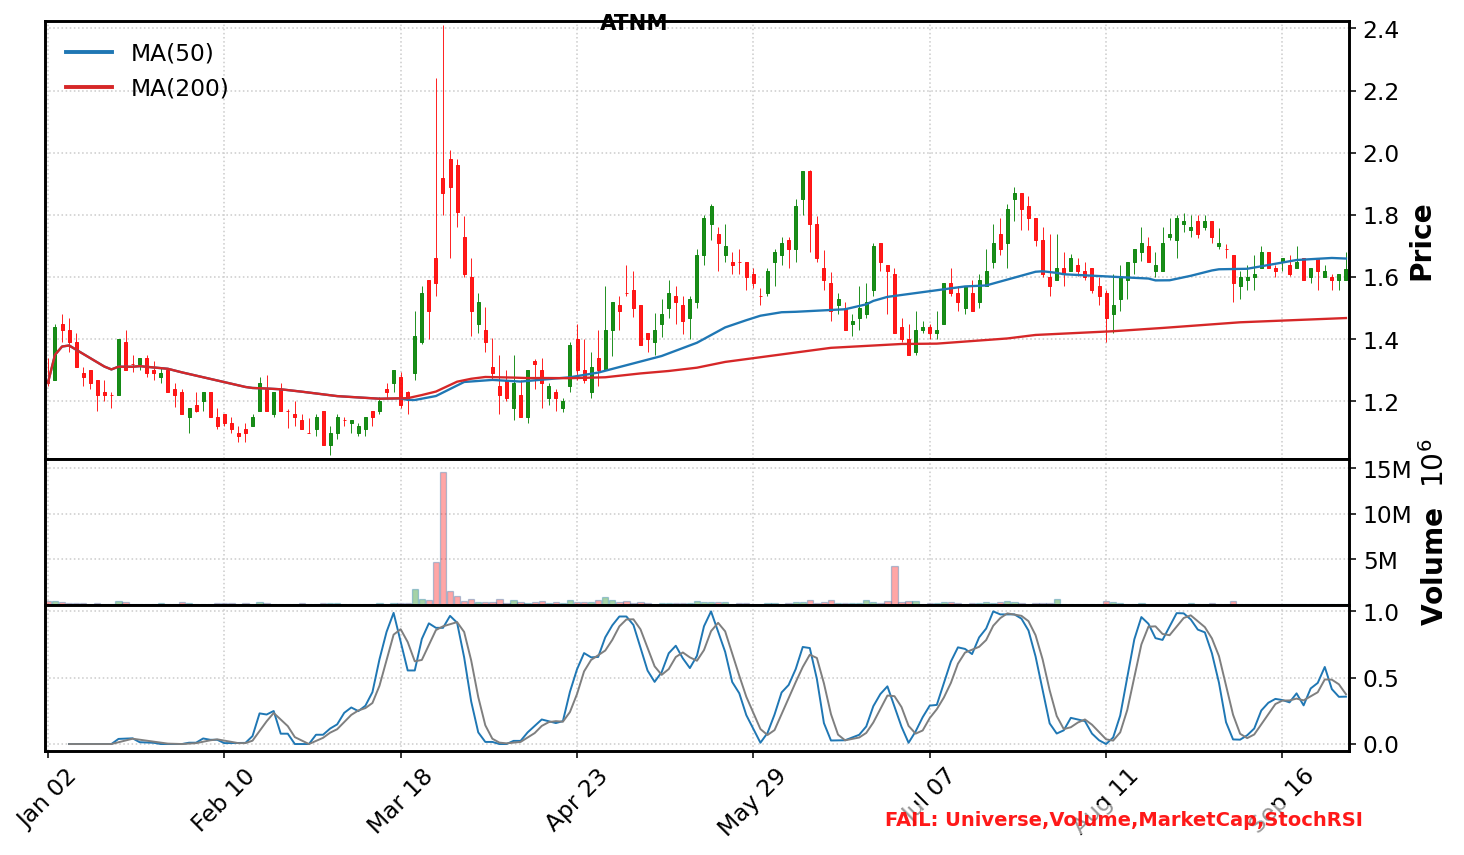 ATNM
MA(50)
MA(200)
2.4
2.2
2.0
1.8
1.6
1.4
1.2
Price
15M
10M
5M
Volume 10⁶
1.0
0.5
0.0
Jan 02
Feb 10
Mar 18
Apr 23
May 29
Jul 07
Aug 11
Sep 16
FAIL: Universe,Volume,MarketCap,StochRSI